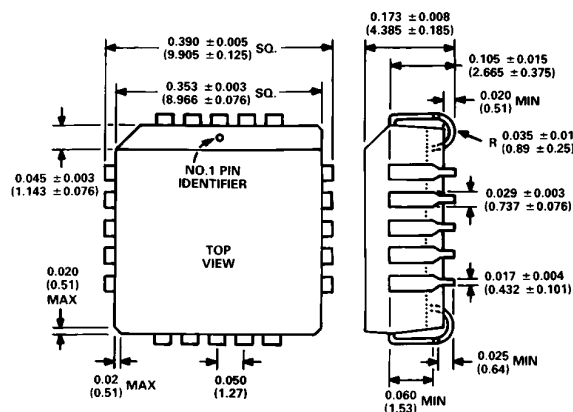 0.390 ±0.005 SQ.
(9.905 ±0.125)
0.353 ±0.003 SQ.
(8.966 ±0.076)
0.045 ±0.003
(1.143 ±0.076)
NO.1 PIN
IDENTIFIER
TOP
VIEW
0.020
(0.51)
MAX
0.02 MAX
(0.51)
0.050
(1.27)
0.173 ±0.008
(4.385 ±0.185)
0.105 ±0.015
(2.665 ±0.375)
0.020 MIN
(0.51)
R 0.035 ±0.01
(0.89 ±0.25)
0.029 ±0.003
(0.737 ±0.076)
0.017 ±0.004
(0.432 ±0.101)
0.025 MIN
(0.64)
0.060 MIN
(1.53)